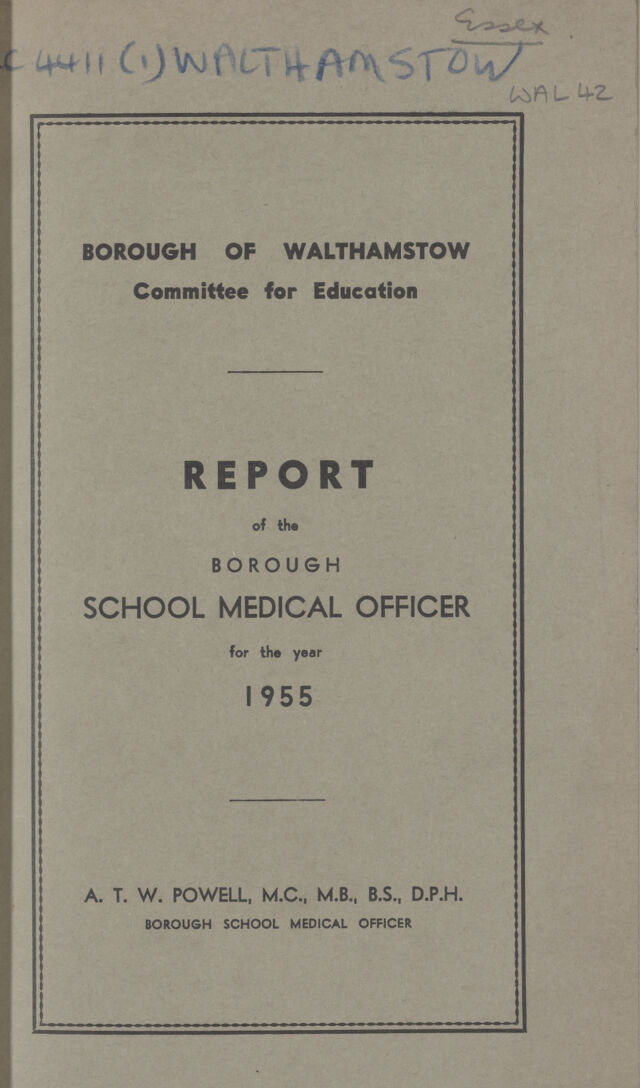 Essex
C 4411 (1) WALTHAMSTOW
WAL 42
BOROUGH OF WALTHAMSTOW
Committee for Education
REPORT
of the
BOROUGH
SCHOOL MEDICAL OFFICER
for the year
1955
A. T. W. POWELL, M.C., M.B., B.S., D.P.H.
BOROUGH SCHOOL MEDICAL OFFICER